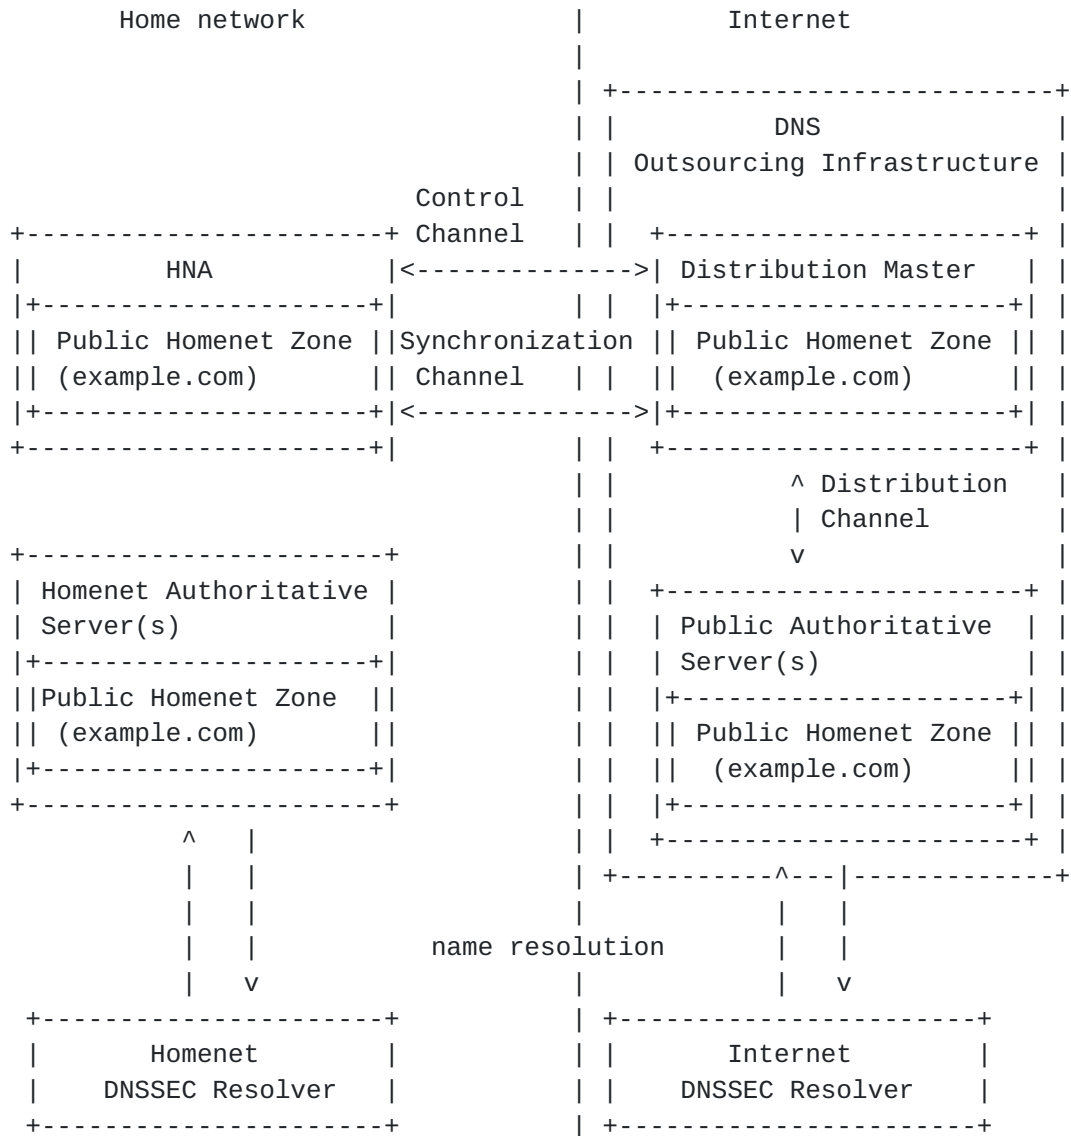 Home network | Internet
|
| +----------------------------+
| | DNS |
| | Outsourcing Infrastructure |
Control | | |
+-----------------------+ Channel | | +-----------------------+ |
| HNA |<-------------->| Distribution Master | |
|+---------------------+| | | |+---------------------+| |
|| Public Homenet Zone ||Synchronization || Public Homenet Zone || |
|| (example.com) || Channel | | || (example.com) || |
|+---------------------+|<-------------->|+---------------------+| |
+----------------------+| | | +-----------------------+ |
| | ^ Distribution |
| | | Channel |
+-----------------------+ | | v |
| Homenet Authoritative | | | +-----------------------+ |
| Server(s) | | | | Public Authoritative | |
|+---------------------+| | | | Server(s) | |
||Public Homenet Zone || | | |+---------------------+| |
|| (example.com) || | | || Public Homenet Zone || |
|+---------------------+| | | || (example.com) || |
+-----------------------+ | | |+---------------------+| |
^ | | | +-----------------------+ |
| | | +----------^---|-------------+
| | | | |
| | name resolution | |
| v | | v
+----------------------+ | +-----------------------+
| Homenet | | | Internet |
| DNSSEC Resolver | | | DNSSEC Resolver |
+----------------------+ | +-----------------------+